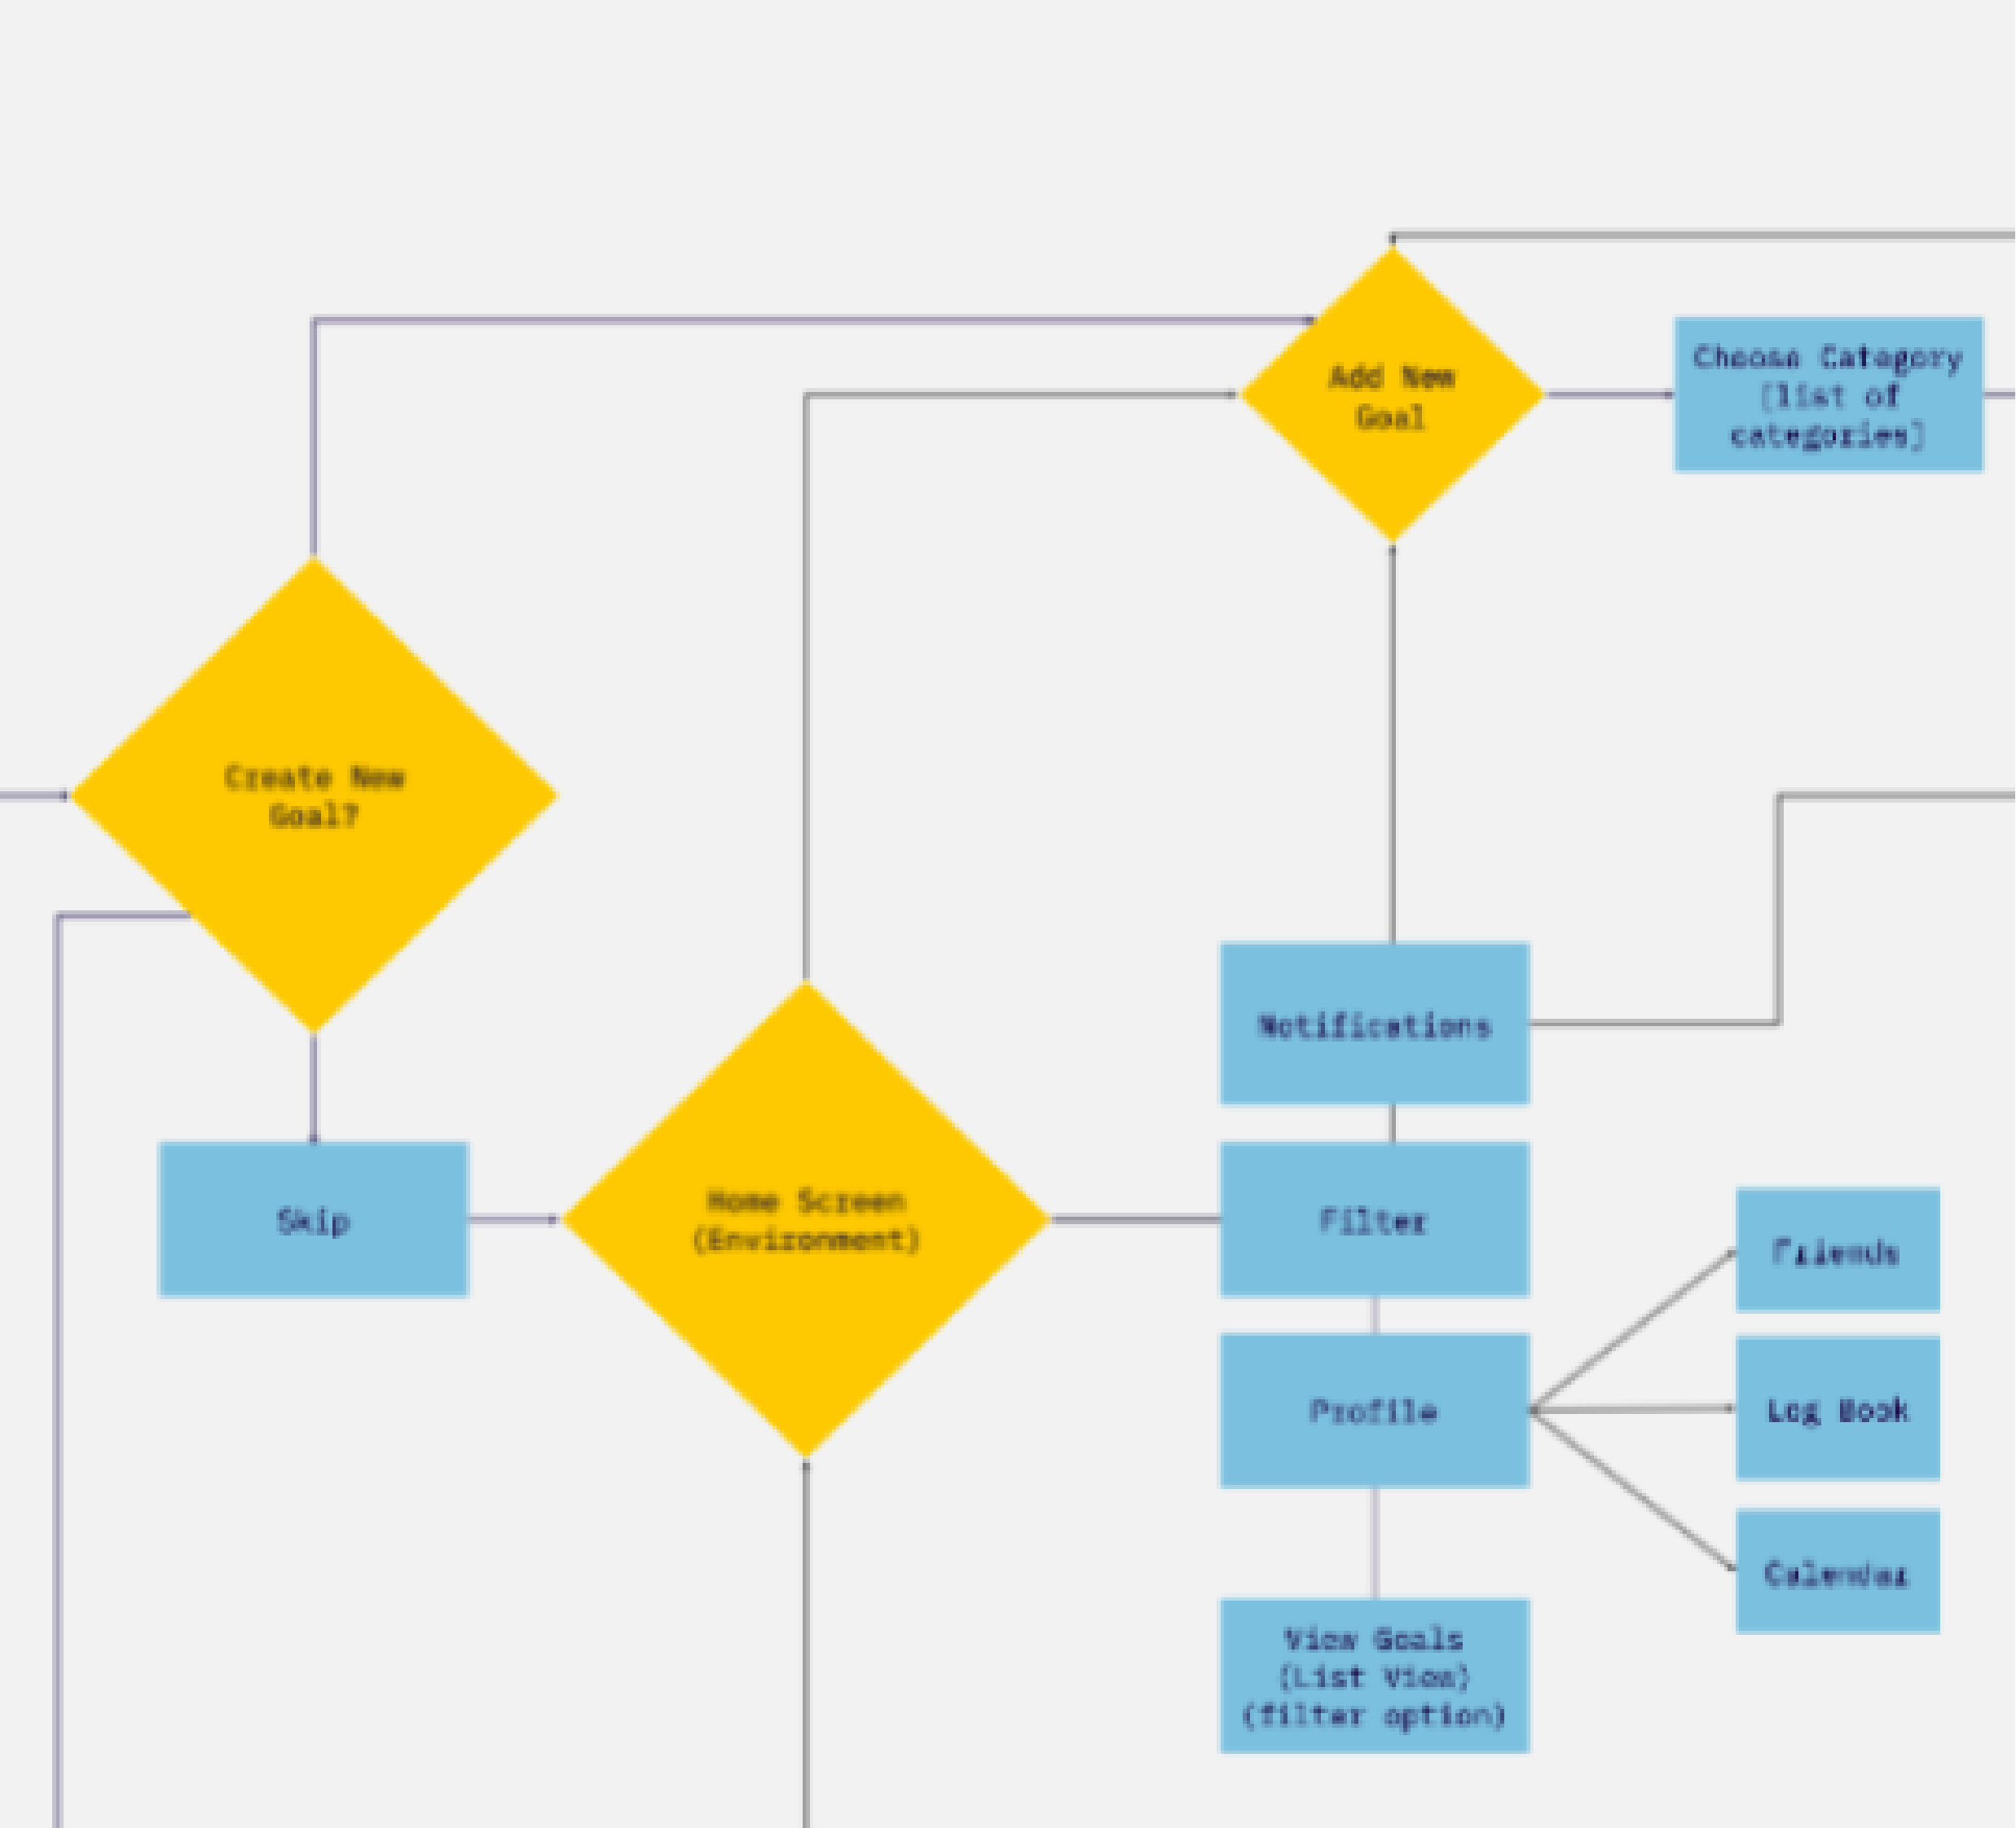 Add New
Goal
Choose Category
[list of
categories]
Create New
Goal?
Notifications
Skip
Home Screen
(Environment)
Filter
Friends
Profile
Log Book
Calendar
View Goals
(List View)
(filter option)